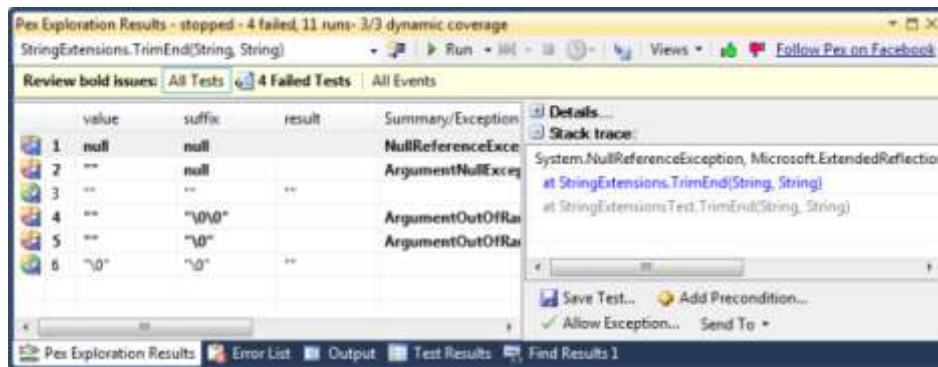 Pex Exploration Results - stopped - 4 failed, 11 runs- 3/3 dynamic coverage
StringExtensions.TrimEnd(String, String) Run Views Follow Pex on Facebook
Review bold issues: All Tests 4 Failed Tests All Events
value suffix result Summary/Exception
1 null null NullReferenceExce
2 "" null ArgumentNullExcep
3 "" "" ""
4 "" "\0\0" ArgumentOutOfRa
5 "" "\0" ArgumentOutOfRa
6 "\0" "\0" ""
Details...
Stack trace:
System.NullReferenceException, Microsoft.ExtendedReflectio
at StringExtensions.TrimEnd(String, String)
at StringExtensionsTest.TrimEnd(String, String)
Save Test... Add Precondition...
Allow Exception... Send To
Pex Exploration Results Error List Output Test Results Find Results 1